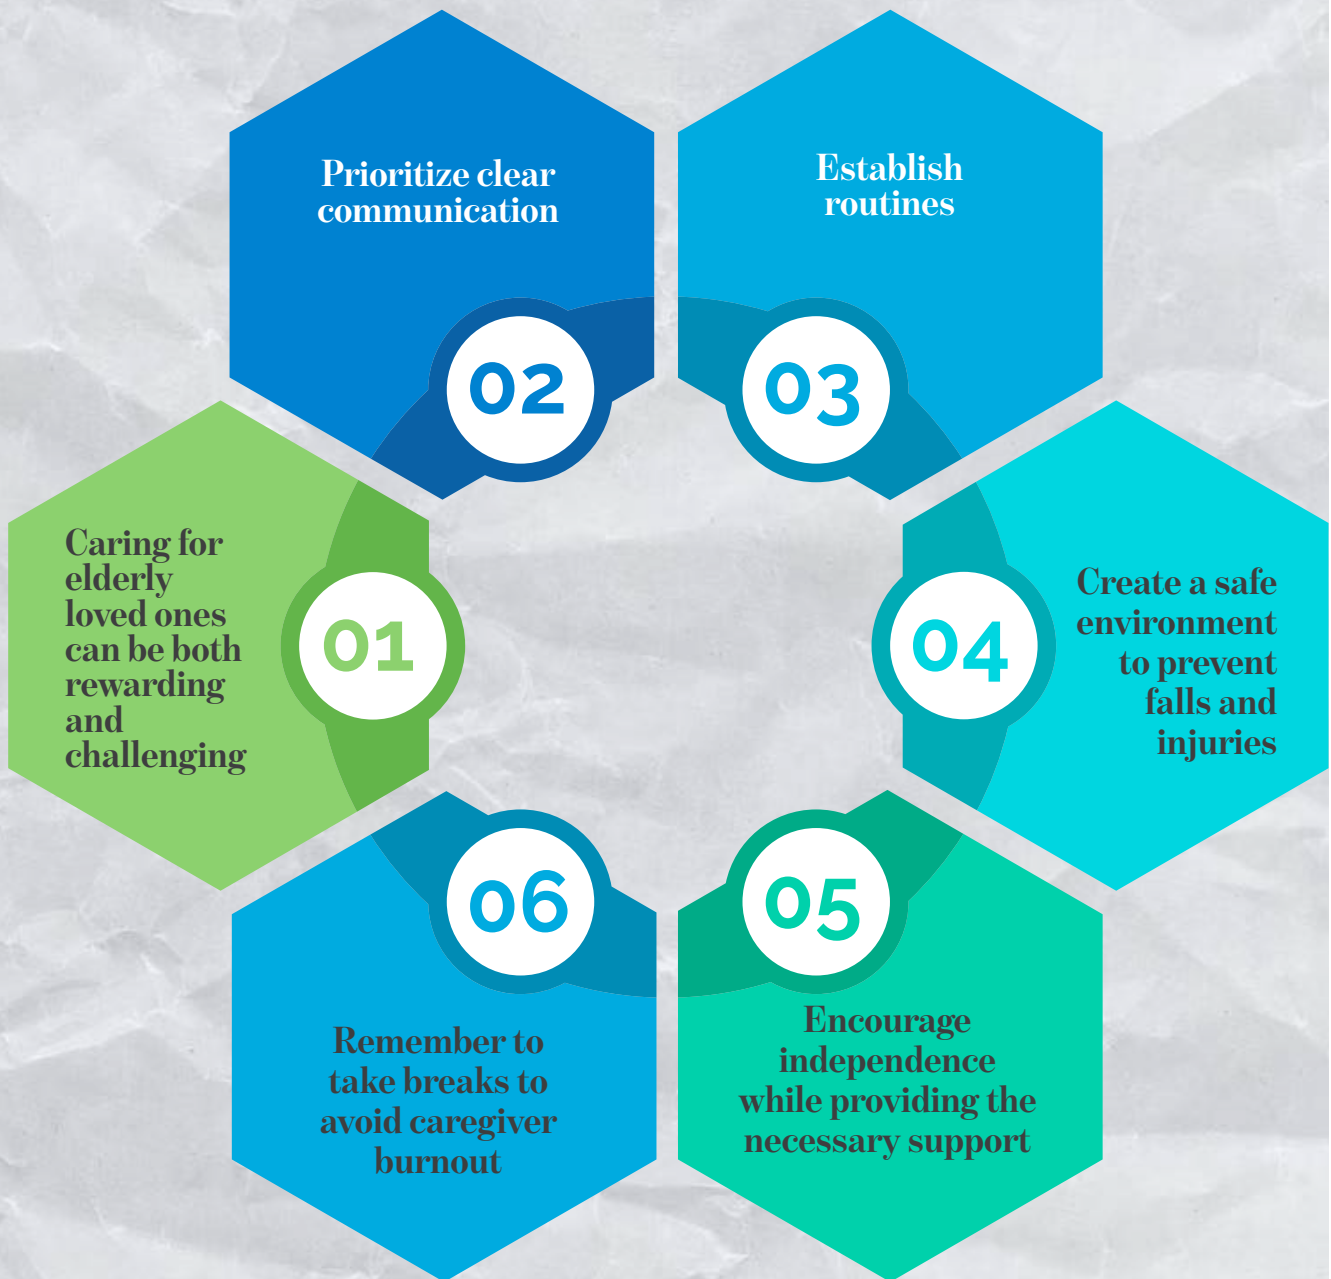 01
Caring for
elderly
loved ones
can be both
rewarding
and
challenging
02
Prioritize clear
communication
03
Establish
routines
04
Create a safe
environment
to prevent
falls and
injuries
05
Encourage
independence
while providing the
necessary support
06
Remember to
take breaks to
avoid caregiver
burnout